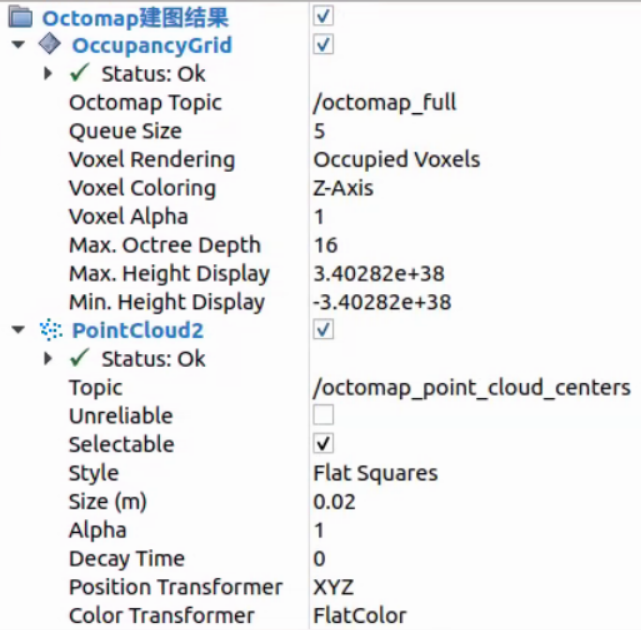 Octomap建图结果
OccupancyGrid
Status: Ok
Octomap Topic /octomap_full
Queue Size 5
Voxel Rendering Occupied Voxels
Voxel Coloring Z-Axis
Voxel Alpha 1
Max. Octree Depth 16
Max. Height Display 3.40282e+38
Min. Height Display -3.40282e+38
PointCloud2
Status: Ok
Topic /octomap_point_cloud_centers
Unreliable
Selectable
Style Flat Squares
Size (m) 0.02
Alpha 1
Decay Time 0
Position Transformer XYZ
Color Transformer FlatColor